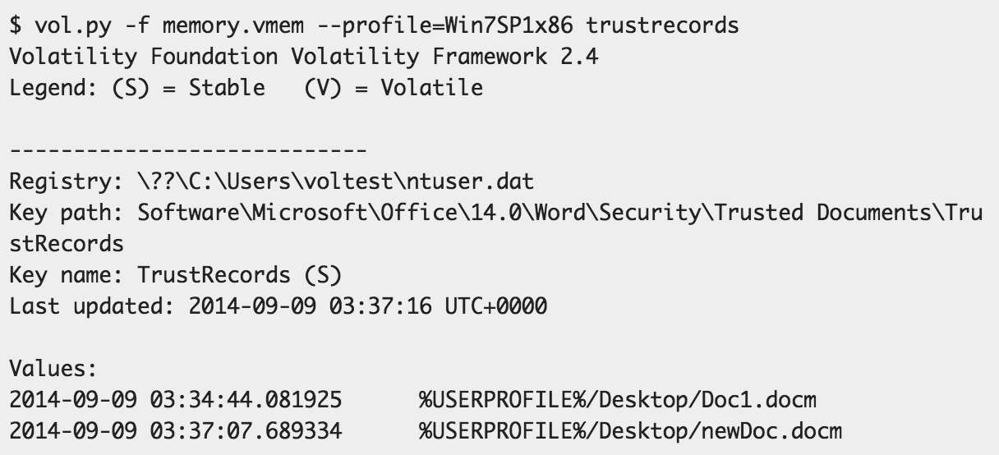 $ vol.py -f memory.vmem --profile=Win7SP1x86 trustrecords
Volatility Foundation Volatility Framework 2.4
Legend: (S) = Stable   (V) = Volatile
----------------------------
Registry: \??\C:\Users\voltest\ntuser.dat
Key path: Software\Microsoft\Office\14.0\Word\Security\Trusted Documents\Tru
stRecords
Key name: TrustRecords (S)
Last updated: 2014-09-09 03:37:16 UTC+0000
Values:
2014-09-09 03:34:44.081925      %USERPROFILE%/Desktop/Doc1.docm
2014-09-09 03:37:07.689334      %USERPROFILE%/Desktop/newDoc.docm